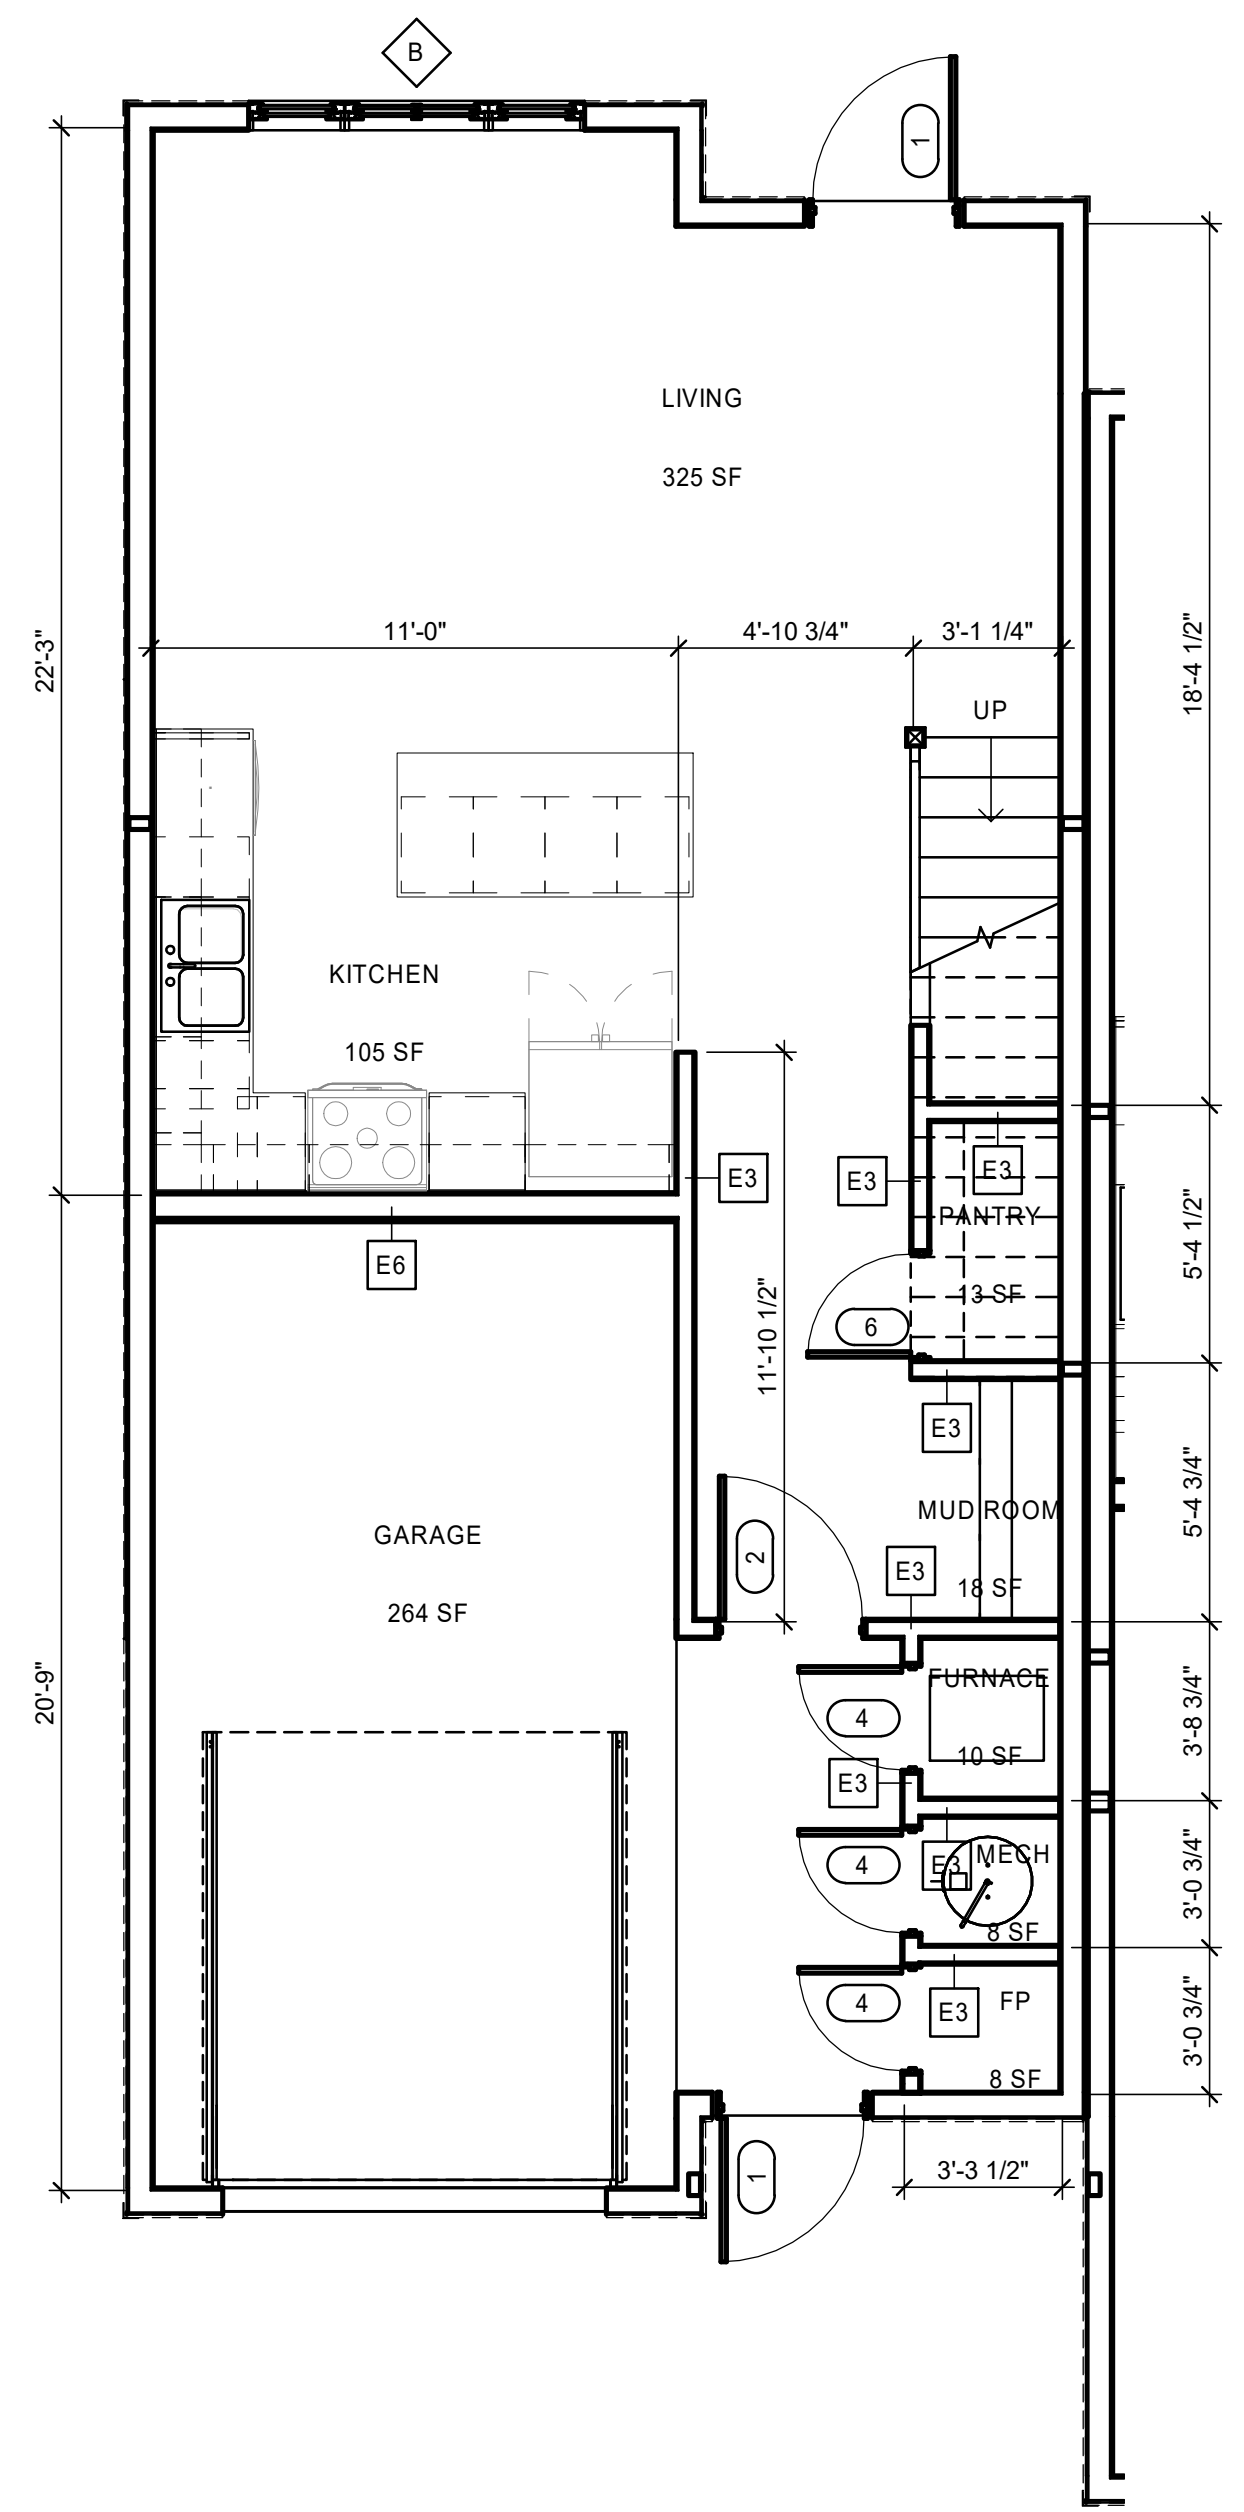 B
1
LIVING
325 SF
11'-0"
4'-10 3/4"
3'-1 1/4"
22'-3"
18'-4 1/2"
UP
KITCHEN
105 SF
E3
E3
E3
PANTRY
13 SF
5'-4 1/2"
E6
6
11'-10 1/2"
E3
MUD ROOM
18 SF
5'-4 3/4"
GARAGE
264 SF
2
E3
20'-9"
FURNACE
10 SF
4
3'-8 3/4"
E3
MECH
8 SF
4
E3
3'-0 3/4"
FP
8 SF
4
E3
3'-0 3/4"
1
3'-3 1/2"